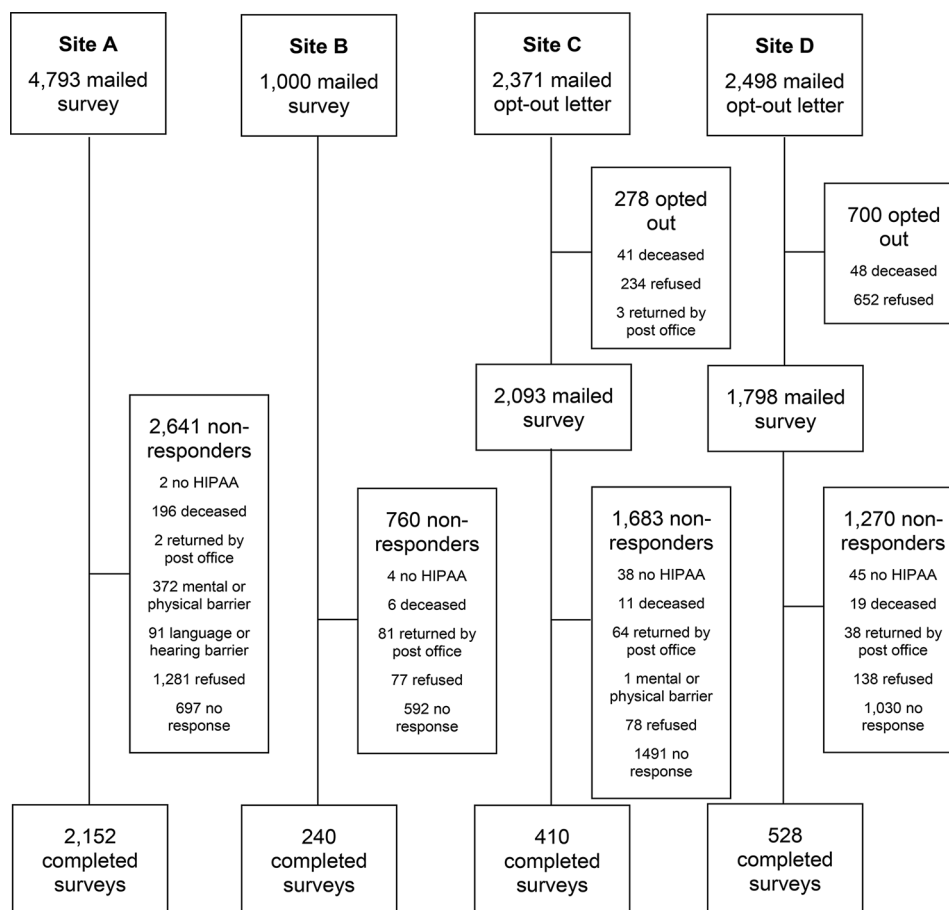 Site A
4,793 mailed
survey
2,641 non-
responders
2 no HIPAA
196 deceased
2 returned by
post office
372 mental or
physical barrier
91 language or
hearing barrier
1,281 refused
697 no
response
2,152
completed
surveys
Site B
1,000 mailed
survey
760 non-
responders
4 no HIPAA
6 deceased
81 returned by
post office
77 refused
592 no
response
240
completed
surveys
Site C
2,371 mailed
opt-out letter
278 opted
out
41 deceased
234 refused
3 returned by
post office
2,093 mailed
survey
1,683 non-
responders
38 no HIPAA
11 deceased
64 returned by
post office
1 mental or
physical barrier
78 refused
1491 no
response
410
completed
surveys
Site D
2,498 mailed
opt-out letter
700 opted
out
48 deceased
652 refused
1,798 mailed
survey
1,270 non-
responders
45 no HIPAA
19 deceased
38 returned by
post office
138 refused
1,030 no
response
528
completed
surveys